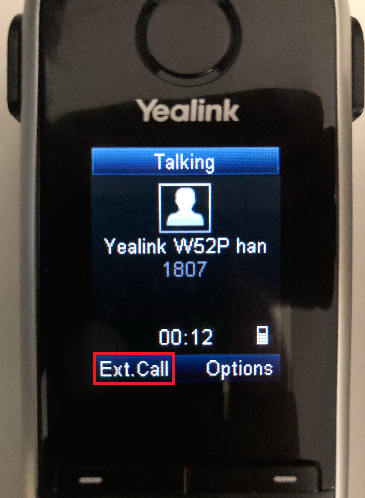 Yealink
Talking
Yealink W52P han
1807
00:12
Ext.Call Options